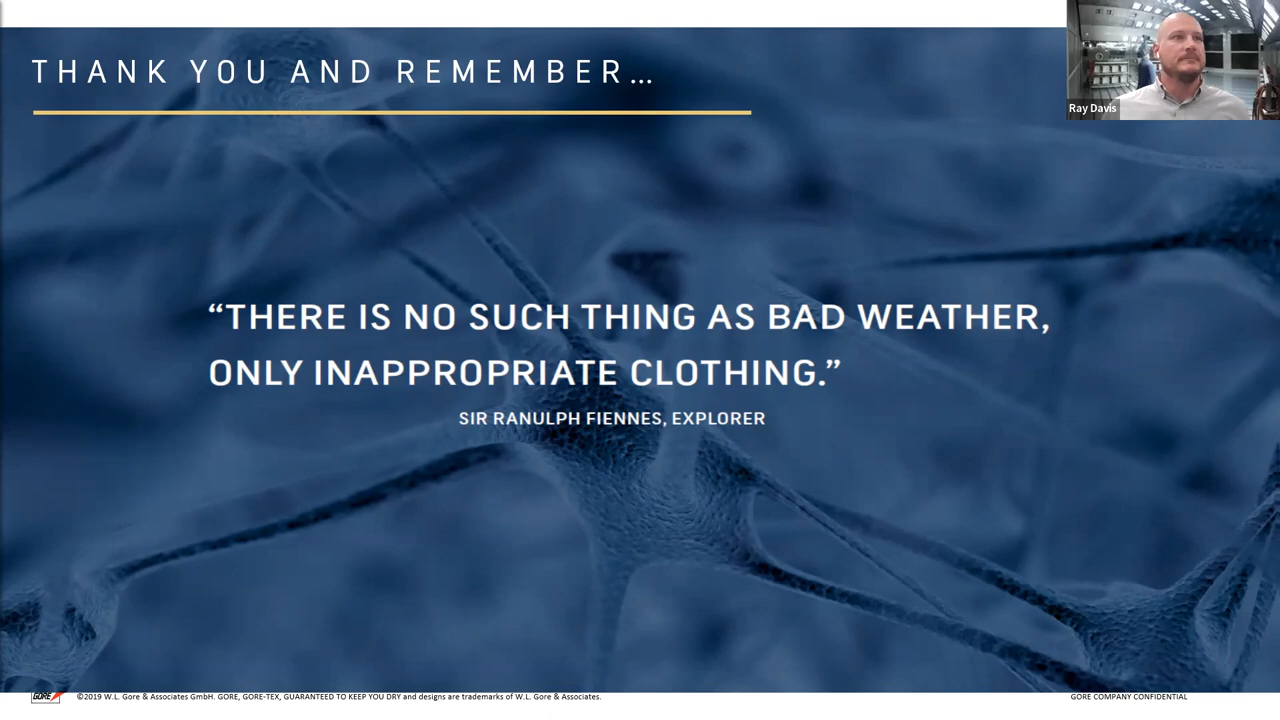 THANK YOU AND REMEMBER…
Ray Davis
“THERE IS NO SUCH THING AS BAD WEATHER,
ONLY INAPPROPRIATE CLOTHING.”
SIR RANULPH FIENNES, EXPLORER
GORE ©2019 W.L. Gore & Associates GmbH. GORE, GORE-TEX, GUARANTEED TO KEEP YOU DRY and designs are trademarks of W.L. Gore & Associates. GORE COMPANY CONFIDENTIAL